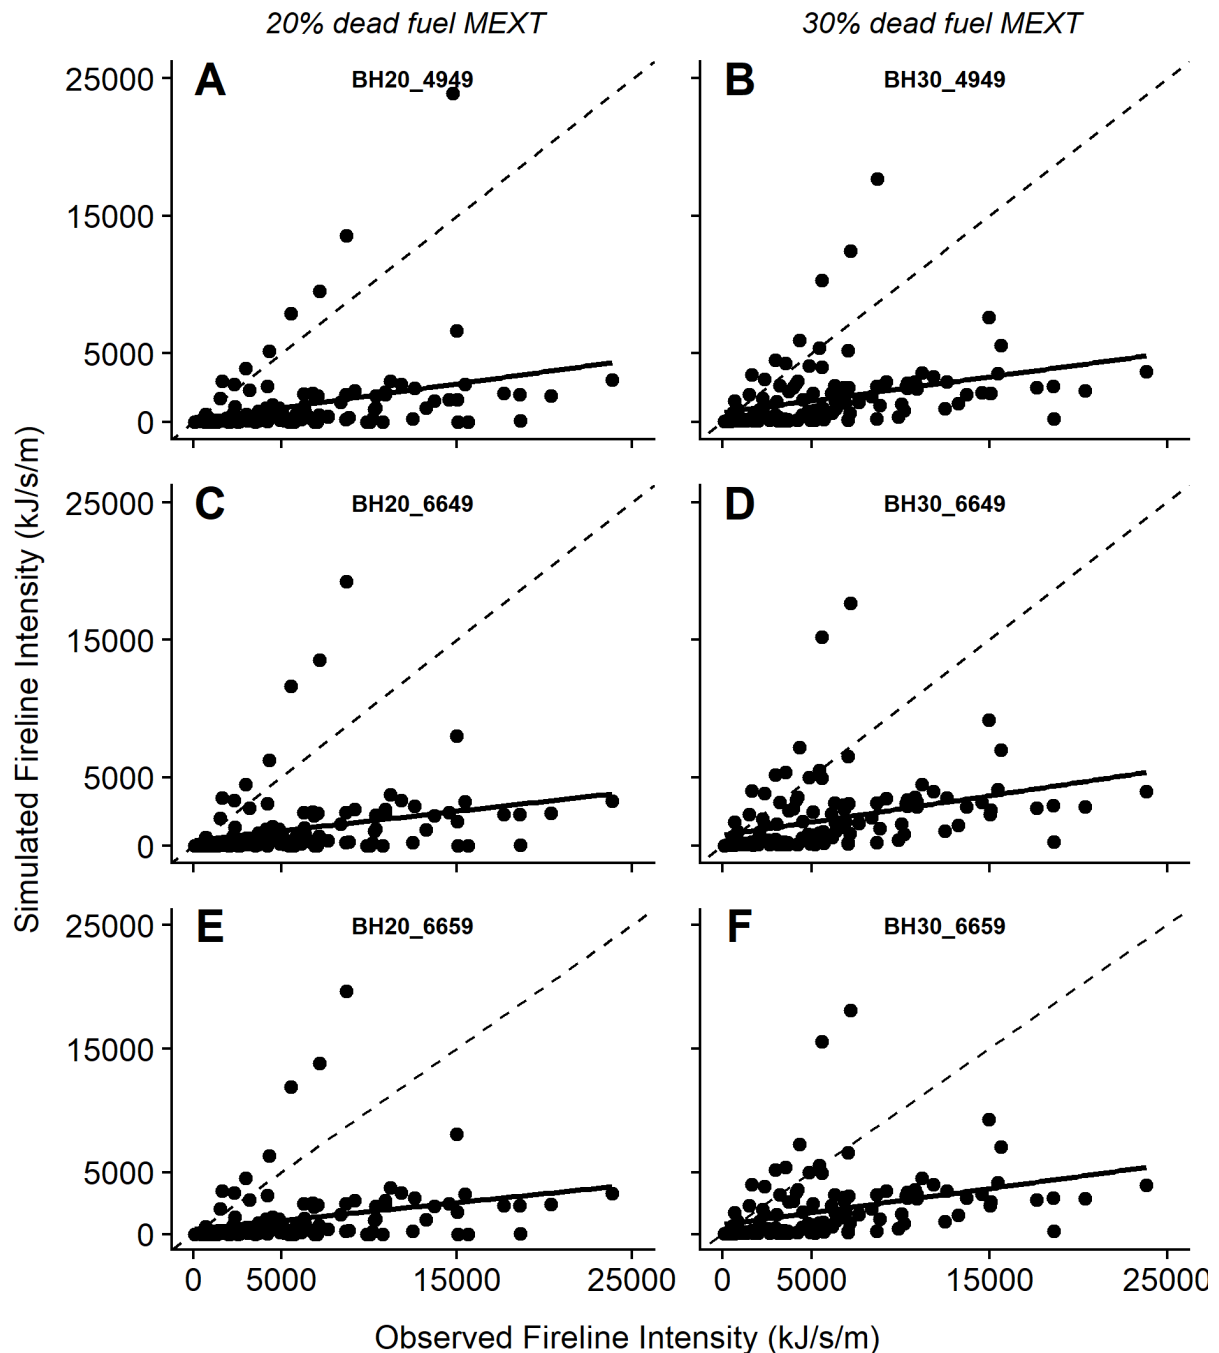 20% dead fuel MEXT
30% dead fuel MEXT
A
BH20_4949
B
BH30_4949
25000
15000
5000
0
C
BH20_6649
D
BH30_6649
25000
15000
5000
0
E
BH20_6659
F
BH30_6659
25000
15000
5000
0
0
5000
15000
25000
0
5000
15000
25000
Simulated Fireline Intensity (kJ/s/m)
Observed Fireline Intensity (kJ/s/m)